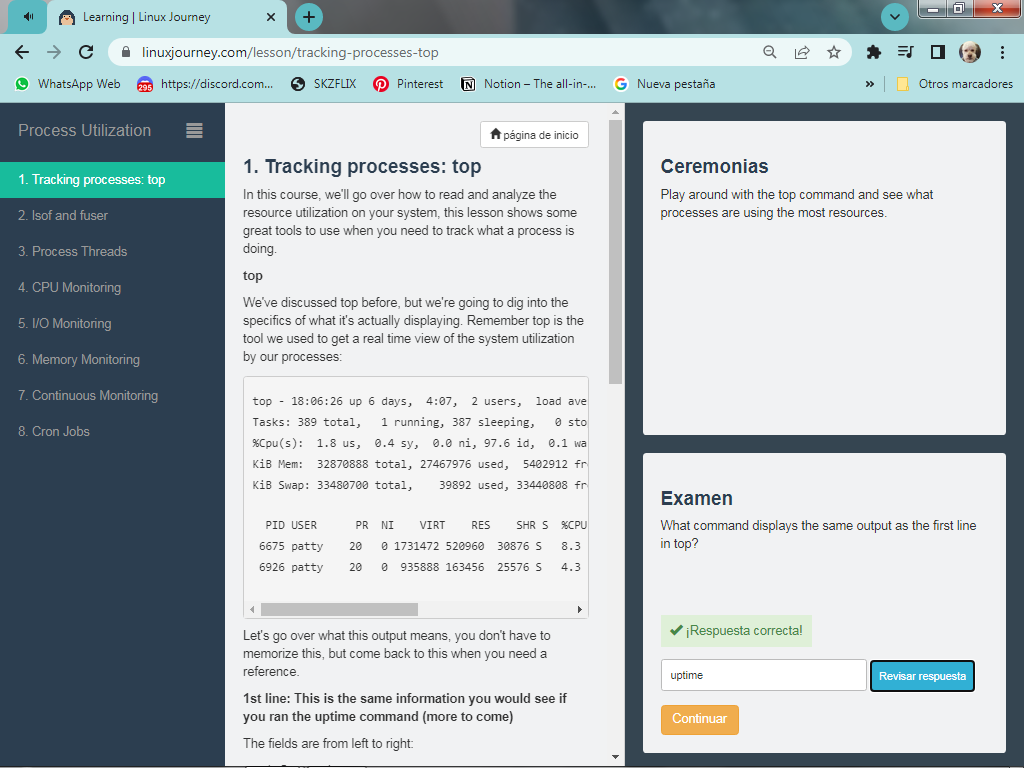 Learning | Linux Journey
linuxjourney.com/lesson/tracking-processes-top
WhatsApp Web
295
https://discord.com...
SKZFLIX
Pinterest
Notion – The all-in-...
Nueva pestaña
»
Otros marcadores
Process Utilization
1. Tracking processes: top
2. lsof and fuser
3. Process Threads
4. CPU Monitoring
5. I/O Monitoring
6. Memory Monitoring
7. Continuous Monitoring
8. Cron Jobs
página de inicio
1. Tracking processes: top
In this course, we'll go over how to read and analyze the
resource utilization on your system, this lesson shows some
great tools to use when you need to track what a process is
doing.
top
We've discussed top before, but we're going to dig into the
specifics of what it's actually displaying. Remember top is the
tool we used to get a real time view of the system utilization
by our processes:
top - 18:06:26 up 6 days,  4:07,  2 users,  load ave
Tasks: 389 total,   1 running, 387 sleeping,   0 sto
%Cpu(s):  1.8 us,  0.4 sy,  0.0 ni, 97.6 id,  0.1 wa
KiB Mem:  32870888 total, 27467976 used,  5402912 fr
KiB Swap: 33480700 total,    39892 used, 33440808 fr
PID USER      PR  NI    VIRT    RES    SHR S  %CPU
6675 patty    20   0 1731472 520960  30876 S   8.3
6926 patty    20   0  935888 163456  25576 S   4.3
Let's go over what this output means, you don't have to
memorize this, but come back to this when you need a
reference.
1st line: This is the same information you would see if
you ran the uptime command (more to come)
The fields are from left to right:
Ceremonias
Play around with the top command and see what
processes are using the most resources.
Examen
What command displays the same output as the first line
in top?
¡Respuesta correcta!
uptime
Revisar respuesta
Continuar